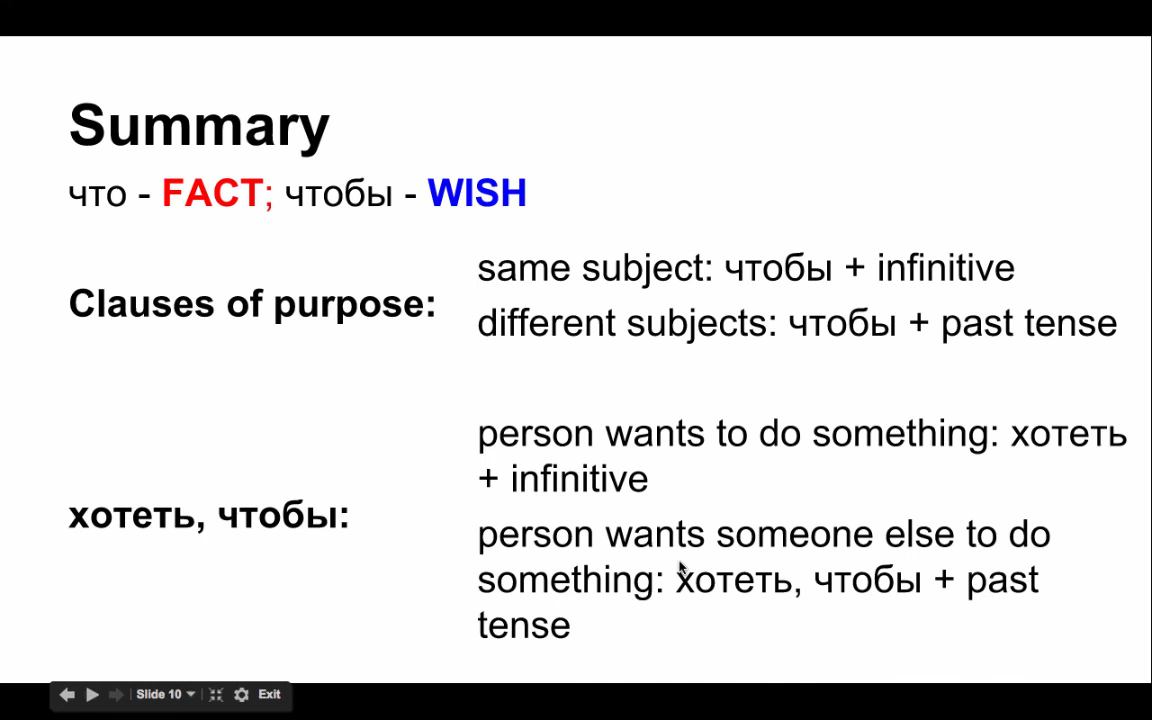 Summary
что - FACT; чтобы - WISH
Clauses of purpose:
same subject: чтобы + infinitive
different subjects: чтобы + past tense
хотеть, чтобы:
person wants to do something: хотеть
+ infinitive
person wants someone else to do
something: хотеть, чтобы + past
tense
Slide 10 Exit